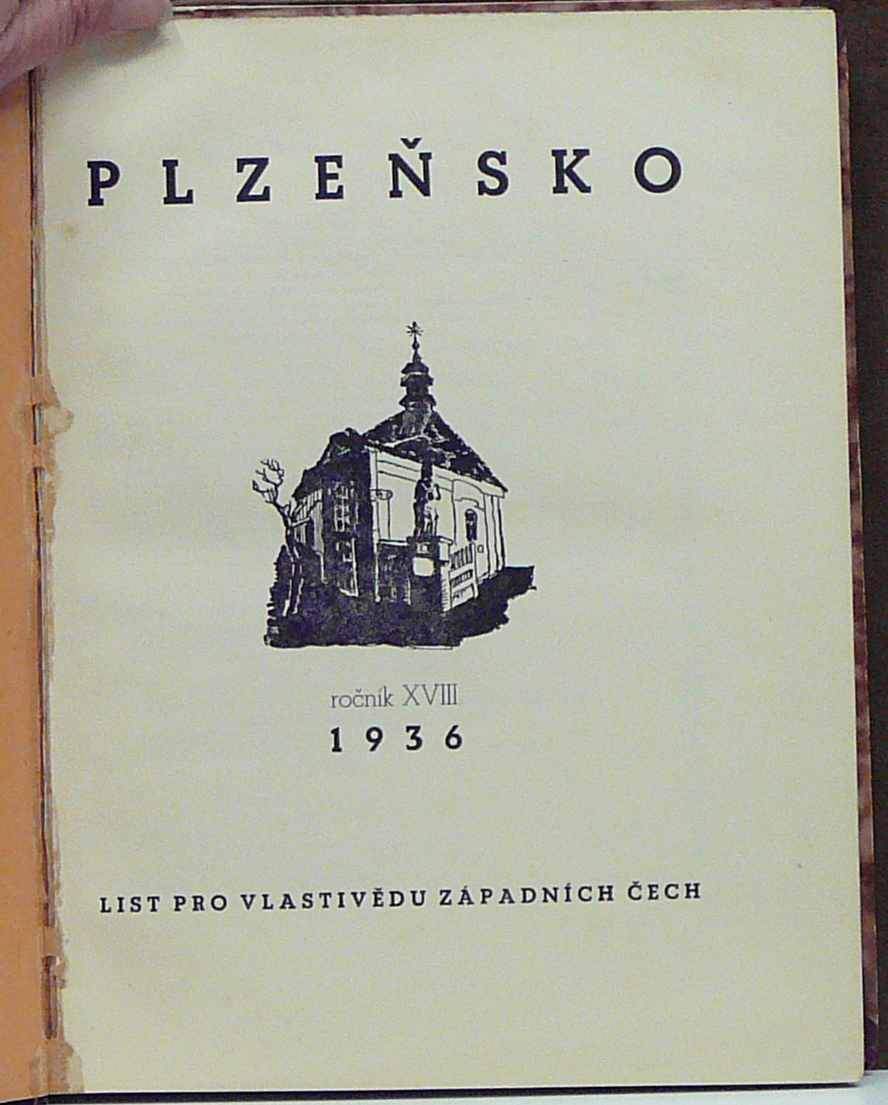 PLZEŇSKO
ročník XVIII
1936
LIST PRO VLASTIVĚDU ZÁPADNÍCH ČECH